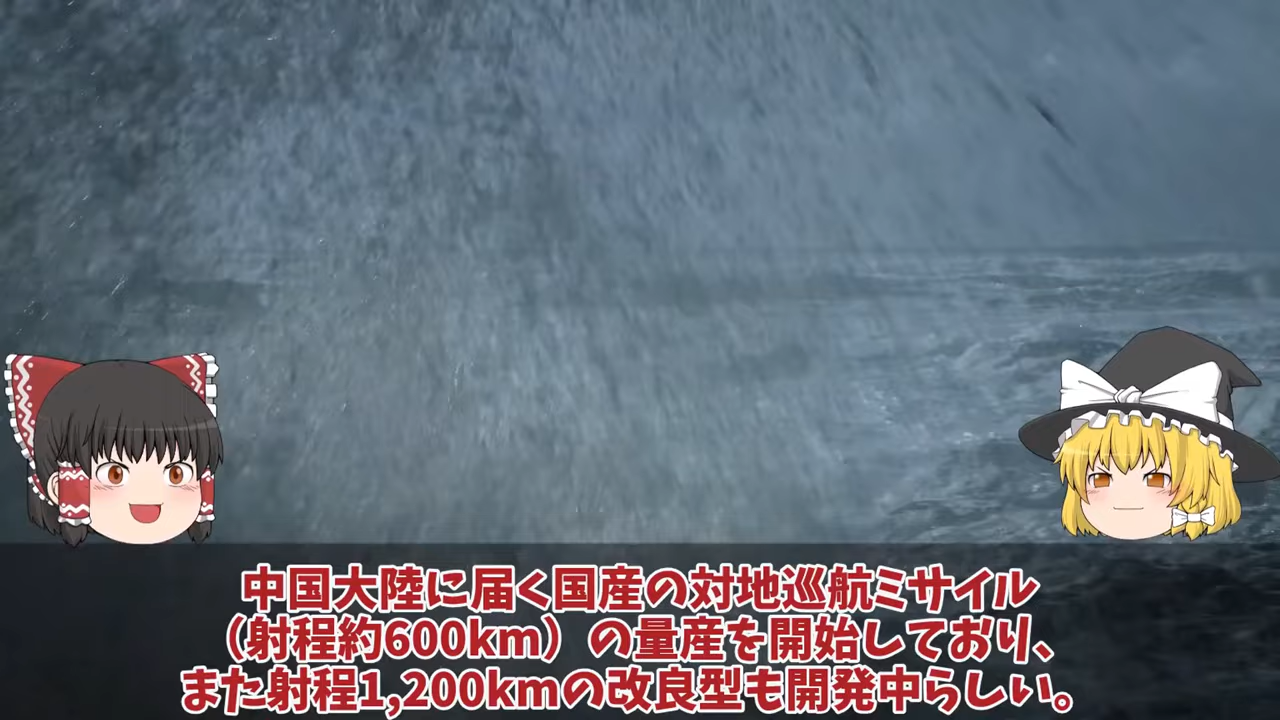 中国大陸に届く国産の対地巡航ミサイル
（射程約600km）の量産を開始しており、
また射程1,200kmの改良型も開発中らしい。